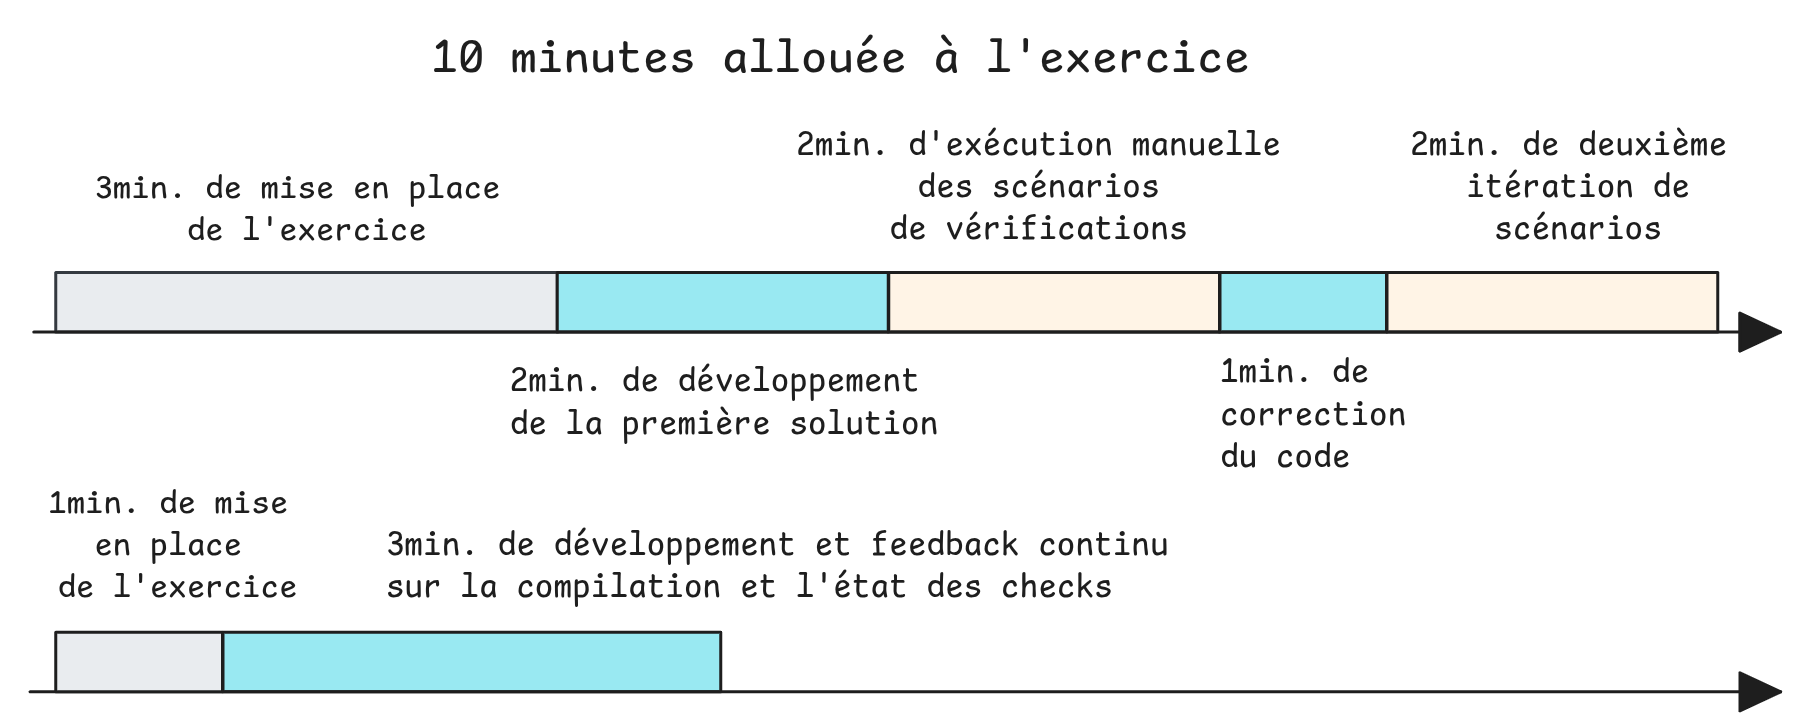 10 minutes allouée à l'exercice
3min. de mise en place
de l'exercice
2min. d'exécution manuelle
des scénarios
de vérifications
2min. de deuxième
itération de
scénarios
2min. de développement
de la première solution
1min. de
correction
du code
1min. de mise
en place
de l'exercice
3min. de développement et feedback continu
sur la compilation et l'état des checks